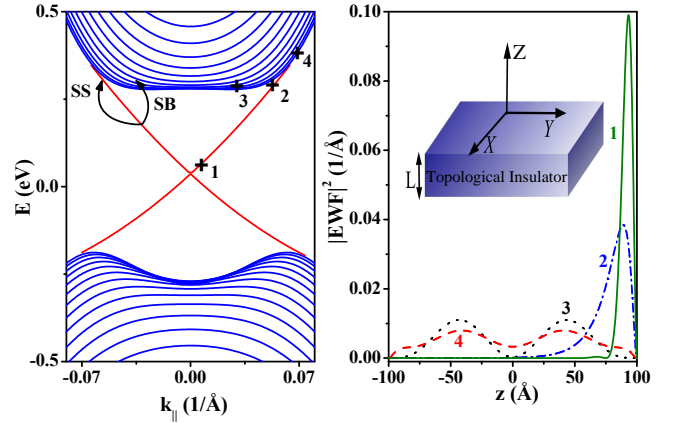 0.5
0.0
-0.5
E (eV)
SS
SB
1
2
3
4
-0.07
0.00
0.07
k|| (1/Å)
0.10
0.08
0.06
0.04
0.02
0.00
|EWF|² (1/Å)
Z
X
Y
L
Topological Insulator
1
2
3
4
-100
-50
0
50
100
z (Å)